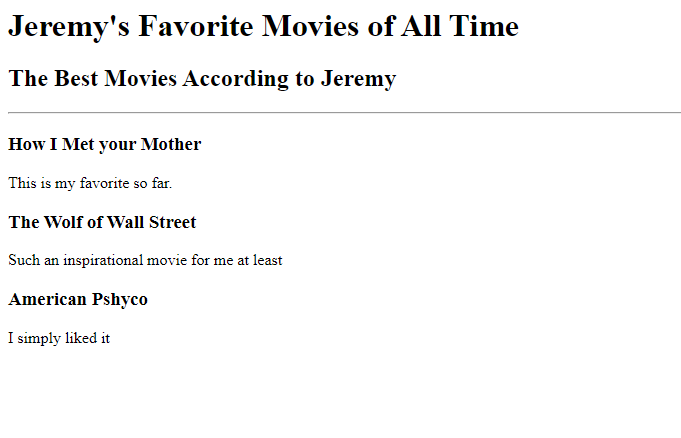 Jeremy's Favorite Movies of All Time
The Best Movies According to Jeremy
How I Met your Mother
This is my favorite so far.
The Wolf of Wall Street
Such an inspirational movie for me at least
American Pshyco
I simply liked it